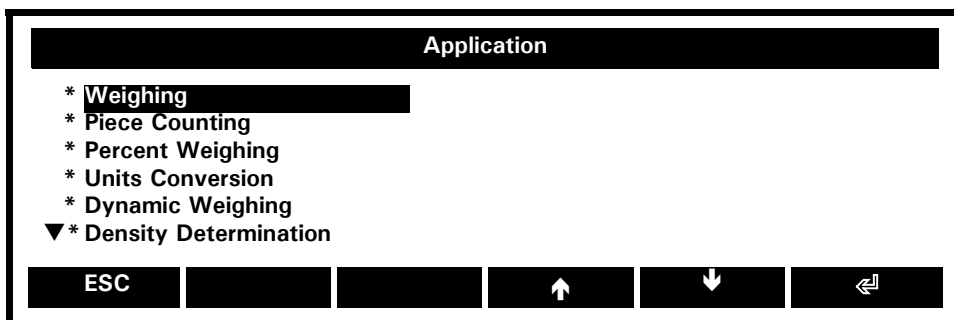 Application
* Weighing
* Piece Counting
* Percent Weighing
* Units Conversion
* Dynamic Weighing
▼* Density Determination
ESC ↑ ↓ ↵